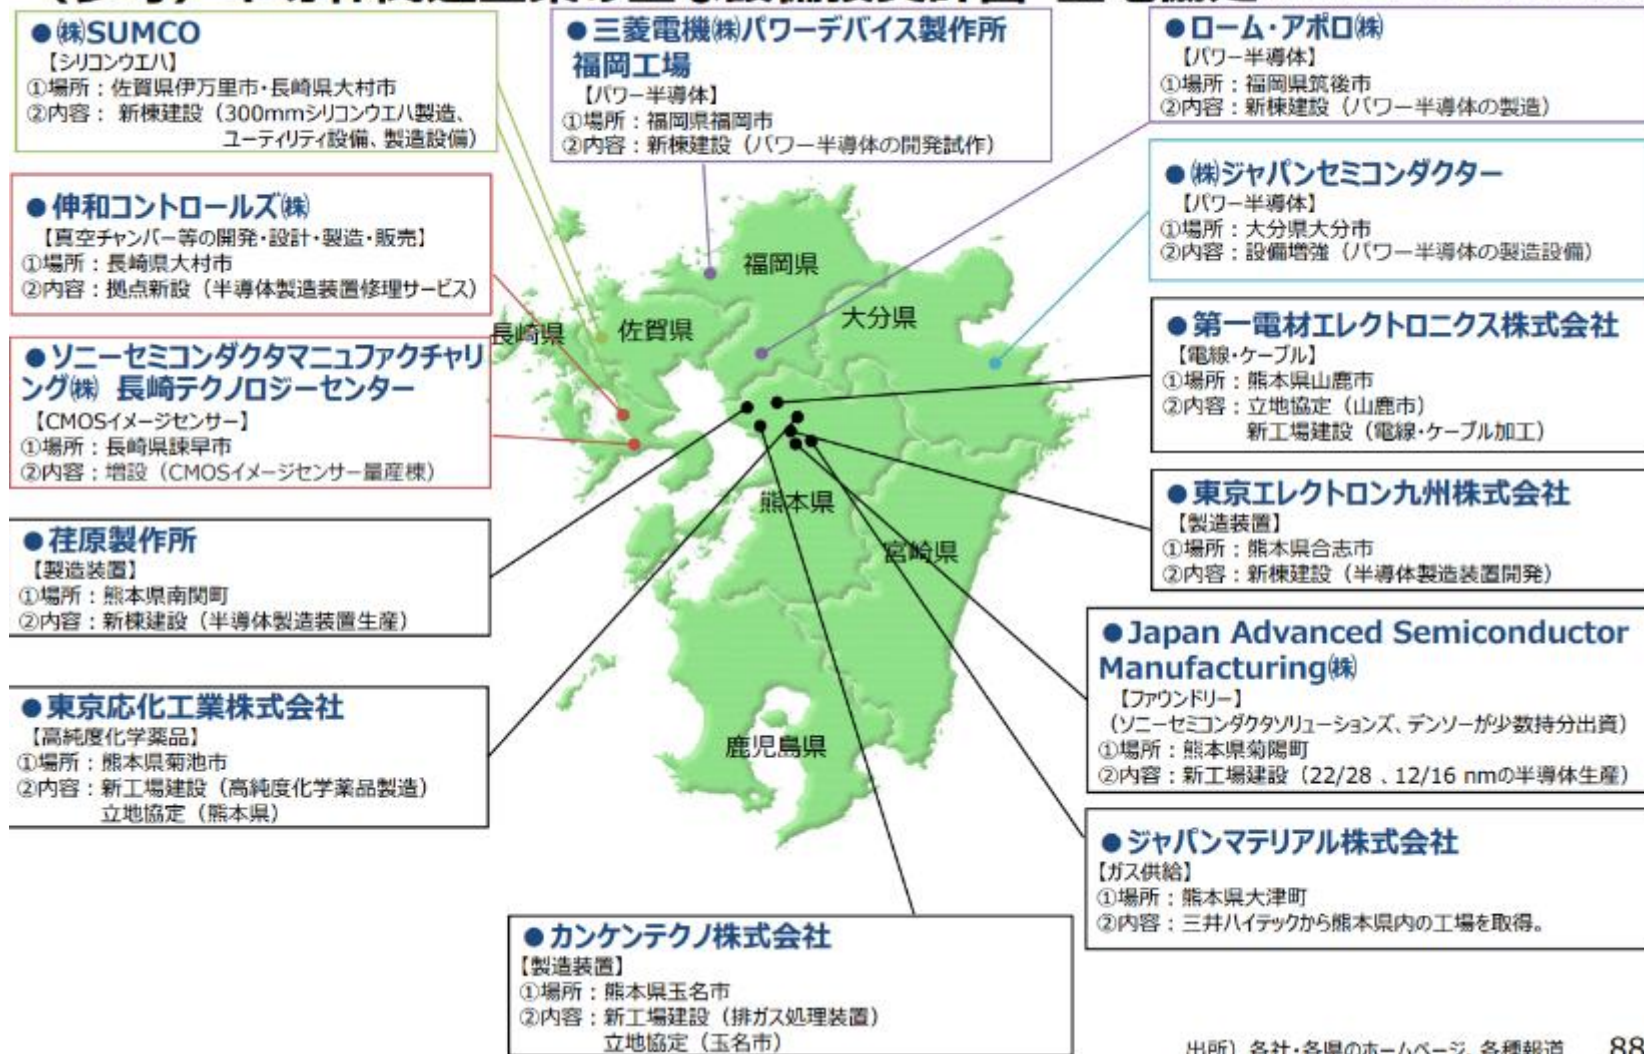 ●㈱SUMCO
【シリコンウエハ】
①場所：佐賀県伊万里市・長崎県大村市
②内容： 新棟建設（300mmシリコンウエハ製造、
ユーティリティ設備、製造設備）
●三菱電機㈱パワーデバイス製作所
福岡工場
【パワー半導体】
①場所：福岡県福岡市
②内容：新棟建設（パワー半導体の開発試作）
●ローム・アポロ㈱
【パワー半導体】
①場所：福岡県筑後市
②内容：新棟建設（パワー半導体の製造）
●㈱ジャパンセミコンダクター
【パワー半導体】
①場所：大分県大分市
②内容：設備増強（パワー半導体の製造設備）
●伸和コントロールズ㈱
【真空チャンバー等の開発・設計・製造・販売】
①場所：長崎県大村市
②内容：拠点新設（半導体製造装置修理サービス）
●ソニーセミコンダクタマニュファクチャリ
ング㈱ 長崎テクノロジーセンター
【CMOSイメージセンサー】
①場所：長崎県諫早市
②内容：増設（CMOSイメージセンサー量産棟）
福岡県
大分県
佐賀県
長崎県
熊本県
宮崎県
鹿児島県
●第一電材エレクトロニクス株式会社
【電線・ケーブル】
①場所：熊本県山鹿市
②内容：立地協定（山鹿市）
新工場建設（電線・ケーブル加工）
●東京エレクトロン九州株式会社
【製造装置】
①場所：熊本県合志市
②内容：新棟建設（半導体製造装置開発）
●荏原製作所
【製造装置】
①場所：熊本県南関町
②内容：新棟建設（半導体製造装置生産）
●東京応化工業株式会社
【高純度化学薬品】
①場所：熊本県菊池市
②内容：新工場建設（高純度化学薬品製造）
立地協定（熊本県）
●Japan Advanced Semiconductor
Manufacturing㈱
【ファウンドリー】
（ソニーセミコンダクタソリューションズ、デンソーが少数持分出資）
①場所：熊本県菊陽町
②内容：新工場建設（22/28 、12/16 nmの半導体生産）
●ジャパンマテリアル株式会社
【ガス供給】
①場所：熊本県大津町
②内容：三井ハイテックから熊本県内の工場を取得。
●カンケンテクノ株式会社
【製造装置】
①場所：熊本県玉名市
②内容：新工場建設（排ガス処理装置）
立地協定（玉名市）
出所）各社・各県のホームページ、各種報道
88